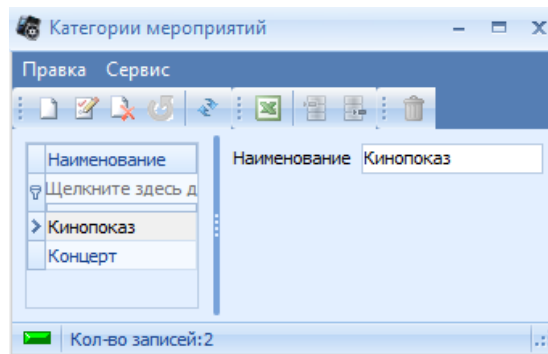 Категории мероприятий
Правка Сервис
Наименование
Щелкните здесь д
Кинопоказ
Концерт
Наименование Кинопоказ
Кол-во записей:2